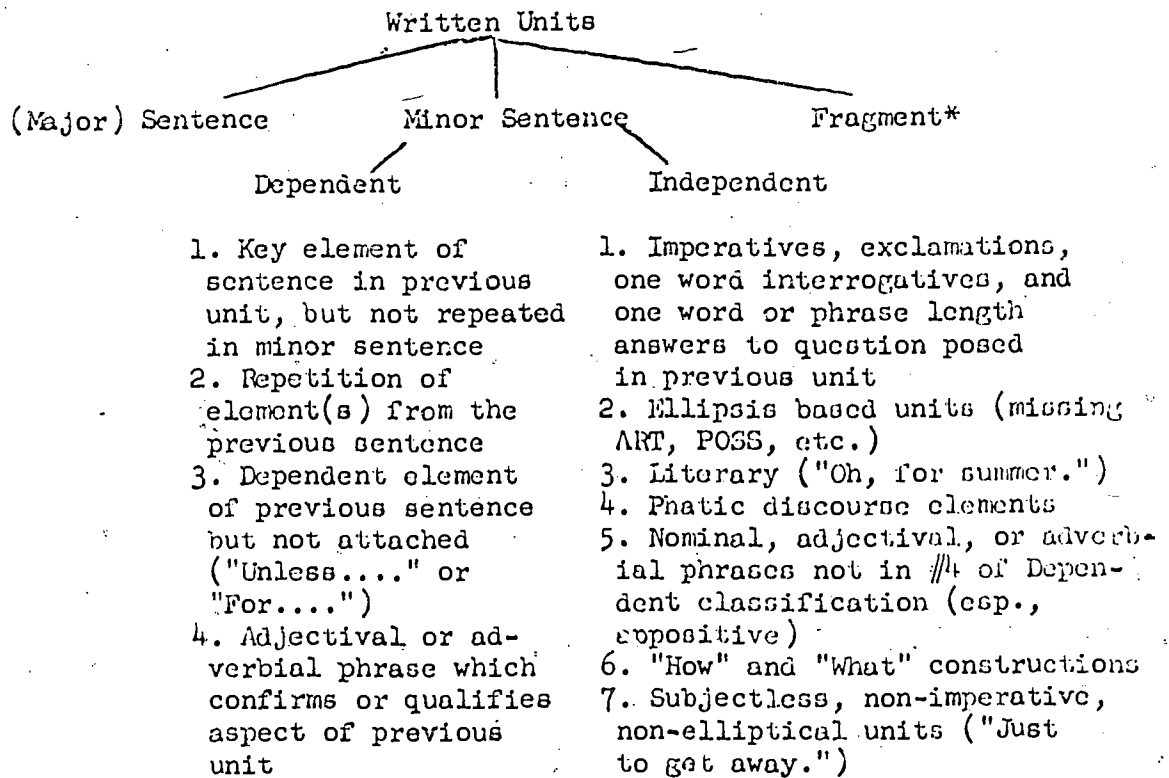 Written Units
(Major) Sentence Minor Sentence Fragment*
Dependent Independent
1. Key element of
sentence in previous
unit, but not repeated
in minor sentence
2. Repetition of
element(s) from the
previous sentence
3. Dependent element
of previous sentence
but not attached
("Unless...." or
"For....")
4. Adjectival or ad-
verbial phrase which
confirms or qualifies
aspect of previous
unit
1. Imperatives, exclamations,
one word interrogatives, and
one word or phrase length
answers to question posed
in previous unit
2. Ellipsis based units (missing
ART, POSS, etc.)
3. Literary ("Oh, for summer.")
4. Phatic discourse elements
5. Nominal, adjectival, or adverb-
ial phrases not in #4 of Depen-
dent classification (esp.,
eopositive)
6. "How" and "What" constructions
7. Subjectless, non-imperative,
non-elliptical units ("Just
to get away.")